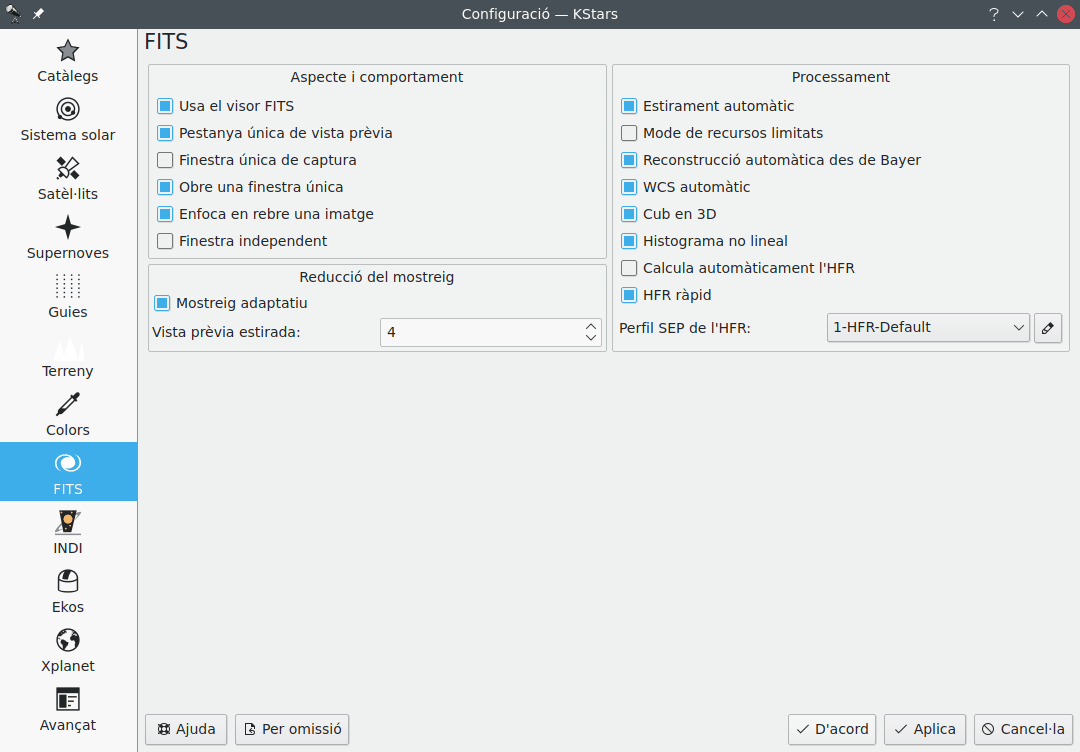 Configuració — KStars
Catàlegs
Sistema solar
Satèl·lits
Supernoves
Guies
Terreny
Colors
FITS
INDI
Ekos
Xplanet
Avançat
FITS
Aspecte i comportament
Usa el visor FITS
Pestanya única de vista prèvia
Finestra única de captura
Obre una finestra única
Enfoca en rebre una imatge
Finestra independent
Reducció del mostreig
Mostreig adaptatiu
Vista prèvia estirada: 4
Processament
Estirament automàtic
Mode de recursos limitats
Reconstrucció automàtica des de Bayer
WCS automàtic
Cub en 3D
Histograma no lineal
Calcula automàticament l'HFR
HFR ràpid
Perfil SEP de l'HFR: 1-HFR-Default
Ajuda Per omissió D'acord Aplica Cancel·la